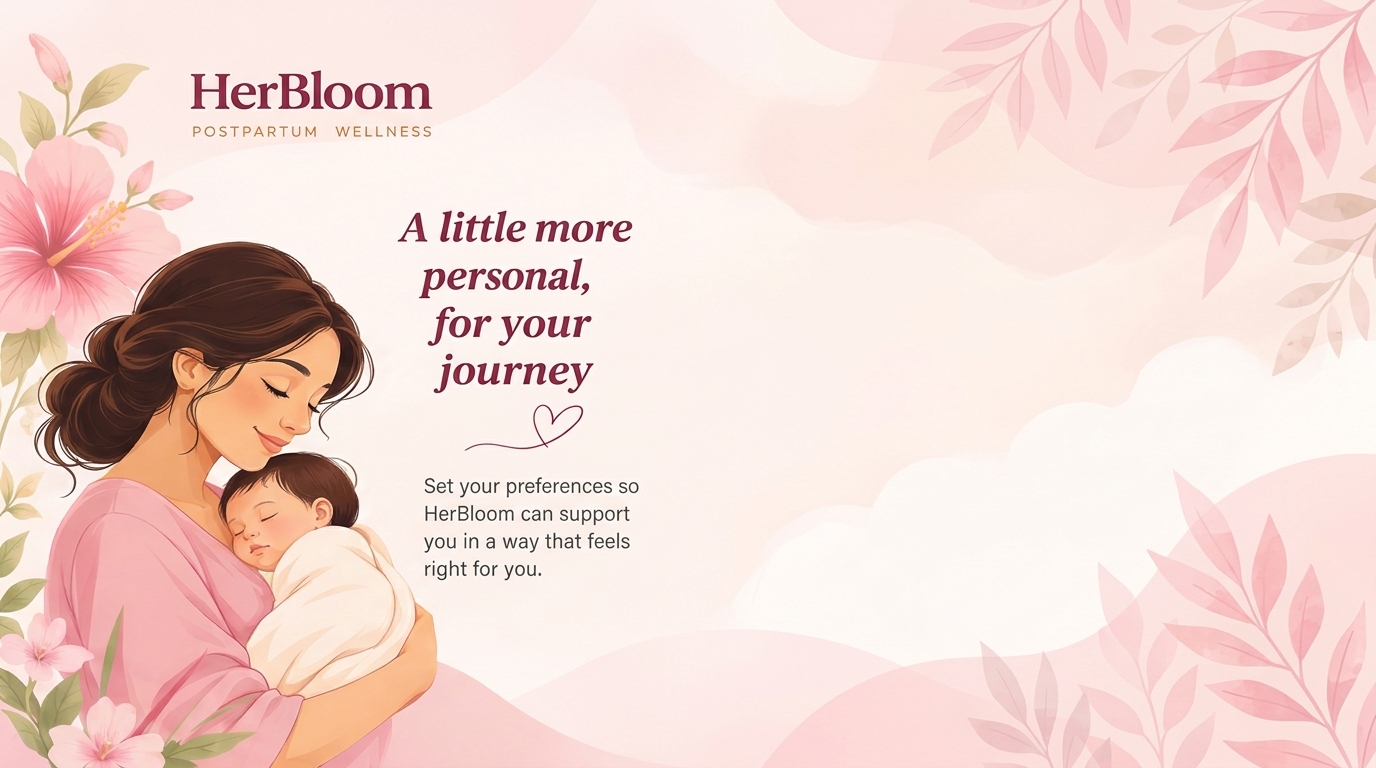 HerBloom
POSTPARTUM WELLNESS
A little more
personal,
for your
journey
Set your preferences so
HerBloom can support
you in a way that feels
right for you.